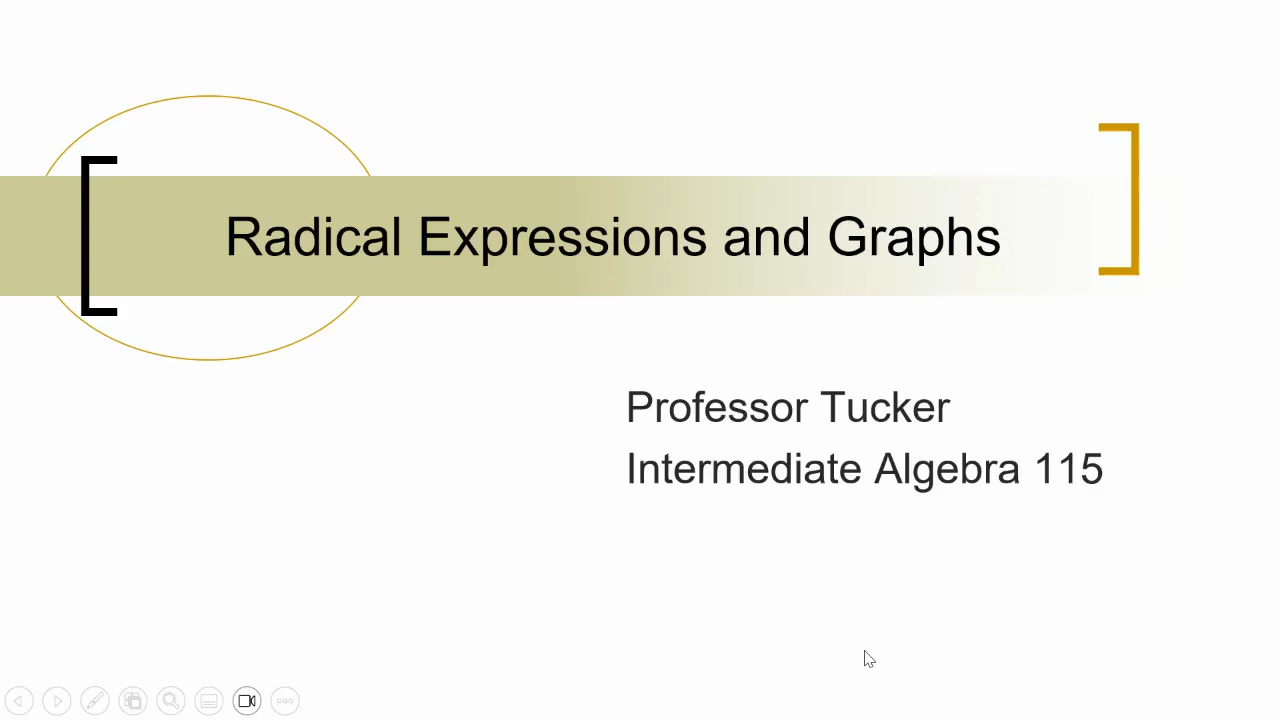 Radical Expressions and Graphs
Professor Tucker
Intermediate Algebra 115